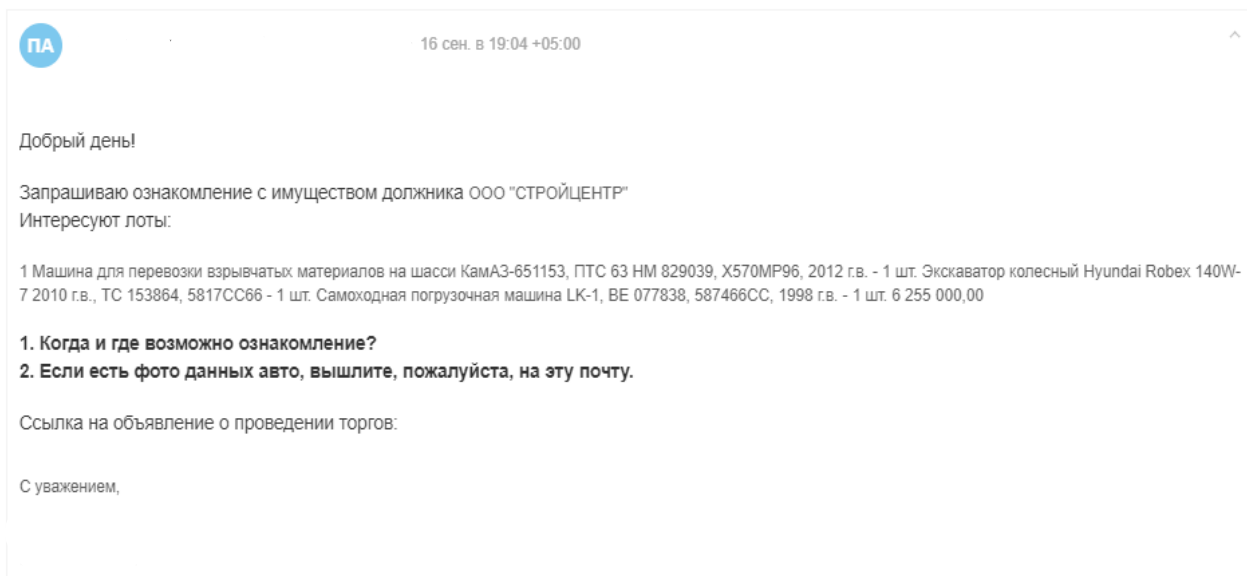 ПА
16 сен. в 19:04 +05:00
Добрый день!
Запрашиваю ознакомление с имуществом должника ООО "СТРОЙЦЕНТР"
Интересуют лоты:
1 Машина для перевозки взрывчатых материалов на шасси КамАЗ-651153, ПТС 63 НМ 829039, Х570МР96, 2012 г.в. - 1 шт. Экскаватор колесный Hyundai Robex 140W-
7 2010 г.в., ТС 153864, 5817СС66 - 1 шт. Самоходная погрузочная машина LK-1, ВЕ 077838, 587466СС, 1998 г.в. - 1 шт. 6 255 000,00
1. Когда и где возможно ознакомление?
2. Если есть фото данных авто, вышлите, пожалуйста, на эту почту.
Ссылка на объявление о проведении торгов:
С уважением,